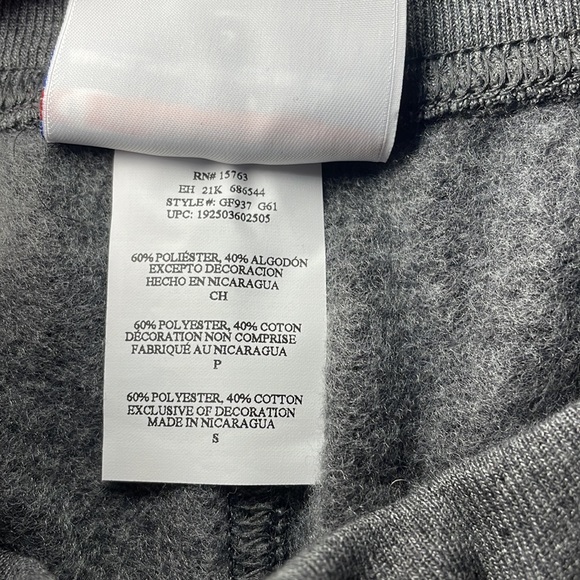 RN# 15763
EH 21K 686544
STYLE#: GF937 G61
UPC: 192503602505
60% POLIÉSTER, 40% ALGODÓN
EXCEPTO DECORACION
HECHO EN NICARAGUA
CH
60% POLYESTER, 40% COTON
DÉCORATION NON COMPRISE
FABRIQUÉ AU NICARAGUA
P
60% POLYESTER, 40% COTTON
EXCLUSIVE OF DECORATION
MADE IN NICARAGUA
S